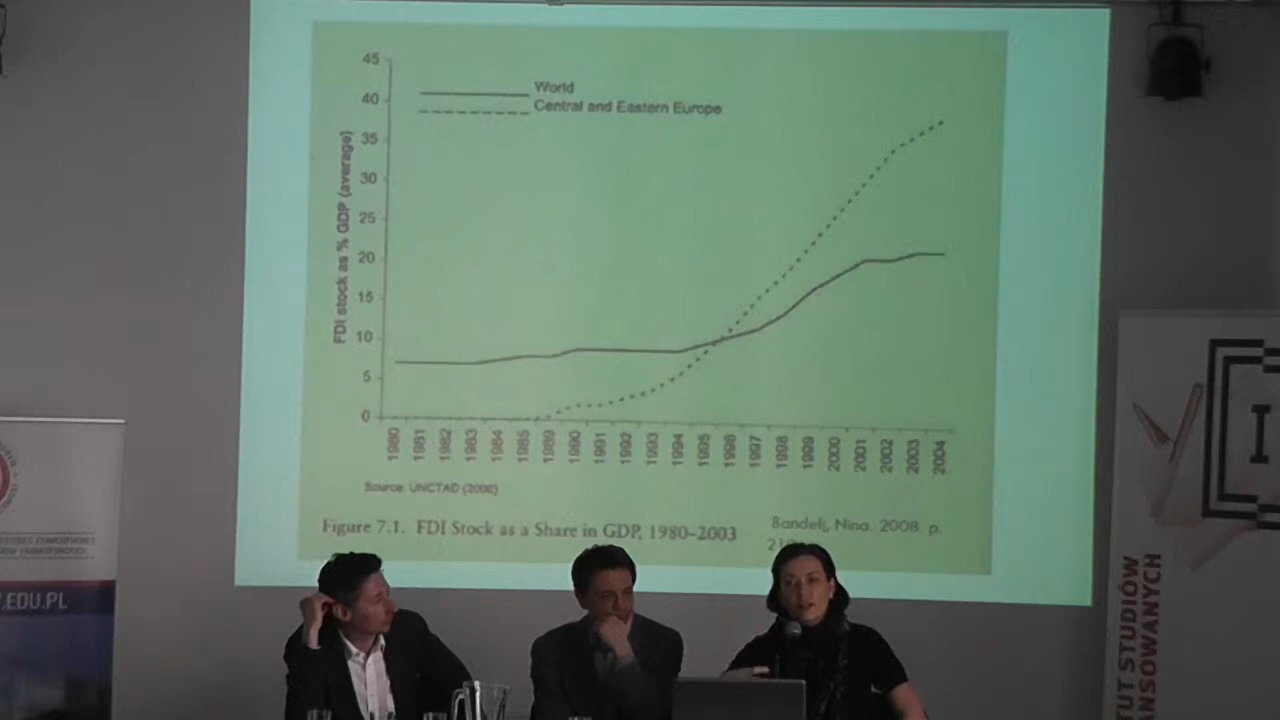 45
40
35
30
25
20
15
10
5
0
FDI stock as % GDP (average)
World
Central and Eastern Europe
1980 1981 1982 1983 1984 1985 1989 1990 1991 1992 1993 1994 1995 1996 1997 1998 1999 2000 2001 2002 2003 2004
Source: UNCTAD
Figure 7.1. FDI Stock as a Share in GDP, 1980–2003
Bandelj, Nina. 2008. p.
.EDU.PL
I
TUT STUDIÓW
ANSOWANYCH